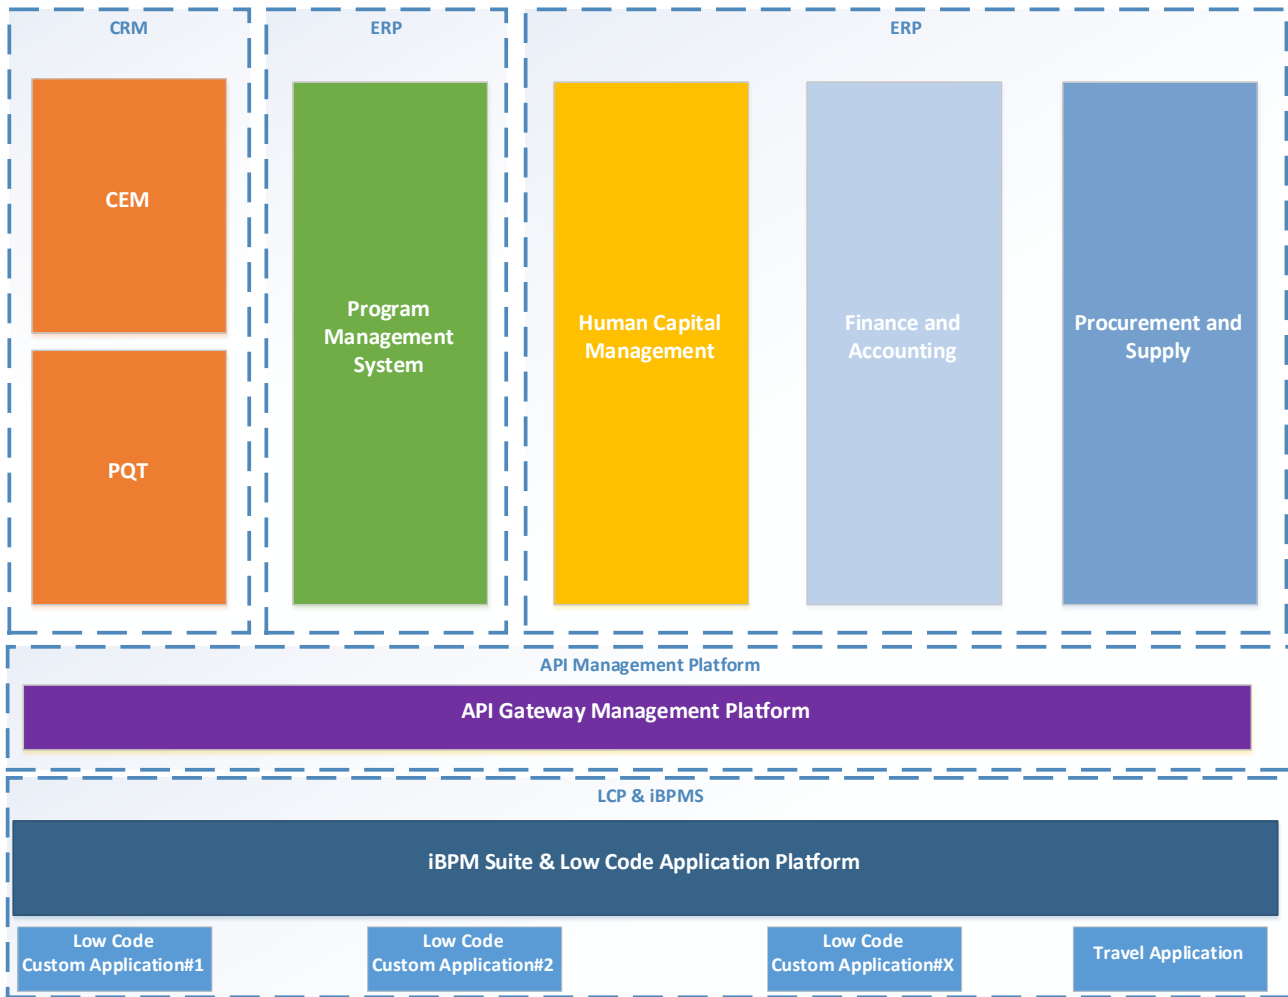 CRM
ERP
ERP
CEM
PQT
Program
Management
System
Human Capital
Management
Finance and
Accounting
Procurement and
Supply
API Management Platform
API Gateway Management Platform
LCP & iBPMS
iBPM Suite & Low Code Application Platform
Low Code
Custom Application#1
Low Code
Custom Application#2
Low Code
Custom Application#X
Travel Application